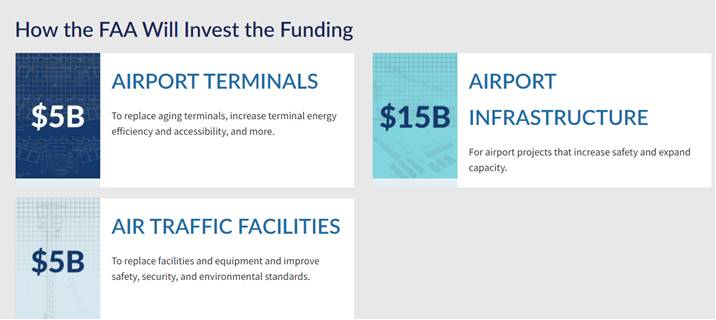 How the FAA Will Invest the Funding
$5B
AIRPORT TERMINALS
To replace aging terminals, increase terminal energy
efficiency and accessibility, and more.
$15B
AIRPORT
INFRASTRUCTURE
For airport projects that increase safety and expand
capacity.
$5B
AIR TRAFFIC FACILITIES
To replace facilities and equipment and improve
safety, security, and environmental standards.